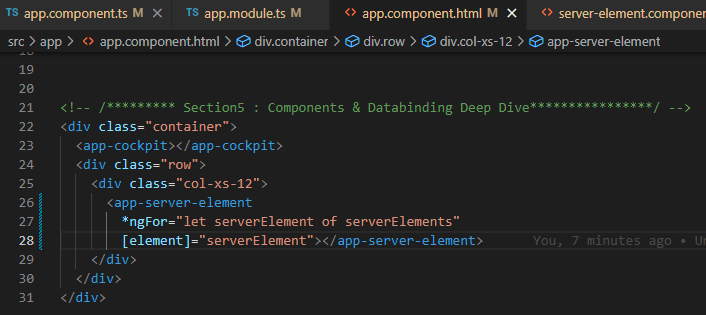 TS app.component.ts M × TS app.module.ts M <> app.component.html M × <> server-element.componen
src > app > <> app.component.html > div.container > div.row > div.col-xs-12 > app-server-element
19
20
21 <!-- /********* Section5 : Components & Databinding Deep Dive****************/ -->
22 <div class="container">
23 <app-cockpit></app-cockpit>
24 <div class="row">
25 <div class="col-xs-12">
26 <app-server-element
27 *ngFor="let serverElement of serverElements"
28 [element]="serverElement"></app-server-element> You, 7 minutes ago • Un
29 </div>
30 </div>
31 </div>